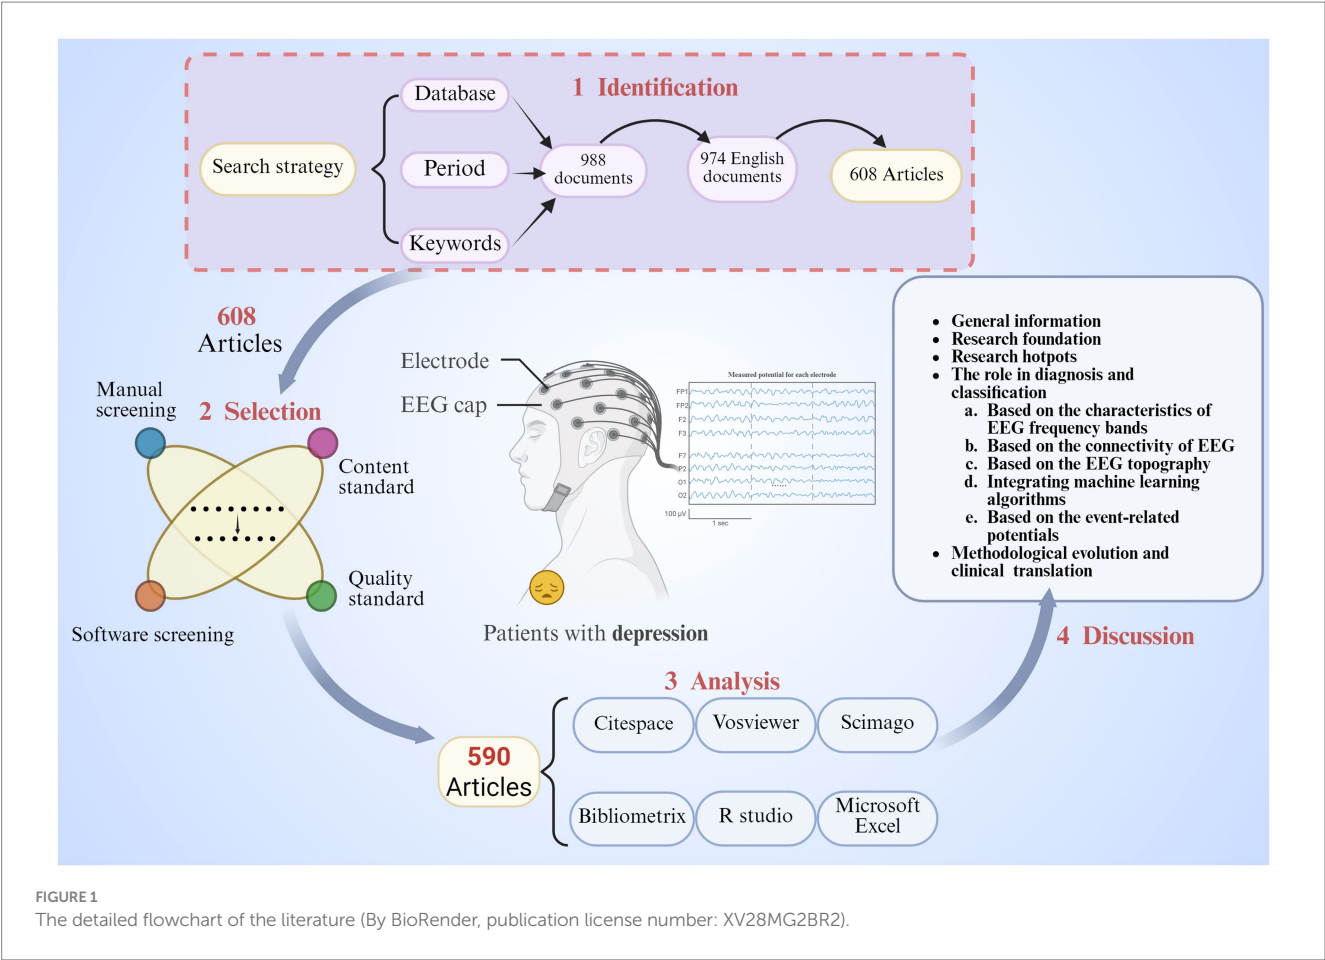 1 Identification
Search strategy
Database
Period
Keywords
988
documents
974 English
documents
608 Articles
608
Articles
2 Selection
Manual
screening
Content
standard
Quality
standard
Software screening
Electrode
EEG cap
Measured potential for each electrode
FP1
FP2
F2
F3
F7
P2
O1
O2
......
100 µV
1 sec
Patients with depression
3 Analysis
590
Articles
Citespace
Vosviewer
Scimago
Bibliometrix
R studio
Microsoft
Excel
4 Discussion
• General information
• Research foundation
• Research hotpots
• The role in diagnosis and
classification
a. Based on the characteristics of
EEG frequency bands
b. Based on the connectivity of EEG
c. Based on the EEG topography
d. Integrating machine learning
algorithms
e. Based on the event-related
potentials
• Methodological evolution and
clinical translation
FIGURE 1
The detailed flowchart of the literature (By BioRender, publication license number: XV28MG2BR2).